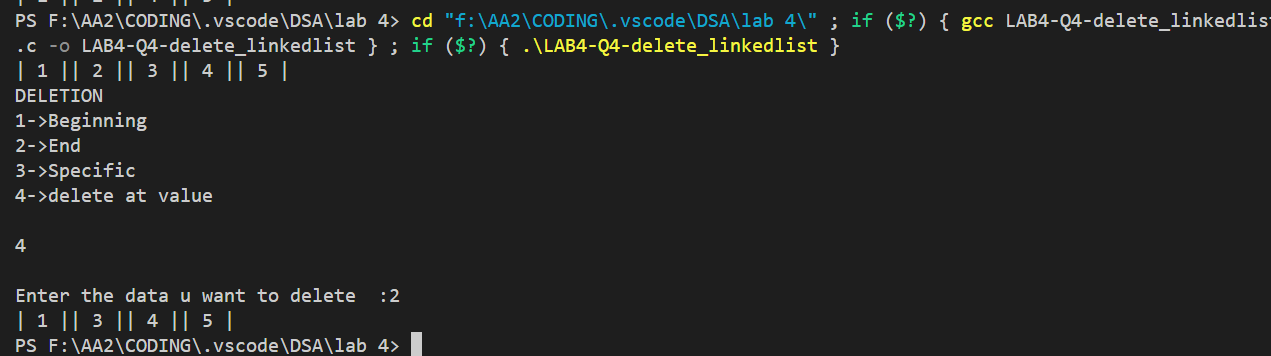 PS F:\AA2\CODING\.vscode\DSA\lab 4> cd "f:\AA2\CODING\.vscode\DSA\lab 4\" ; if ($?) { gcc LAB4-Q4-delete_linkedlist
.c -o LAB4-Q4-delete_linkedlist } ; if ($?) { .\LAB4-Q4-delete_linkedlist }
| 1 || 2 || 3 || 4 || 5 |
DELETION
1->Beginning
2->End
3->Specific
4->delete at value
4
Enter the data u want to delete  :2
| 1 || 3 || 4 || 5 |
PS F:\AA2\CODING\.vscode\DSA\lab 4>